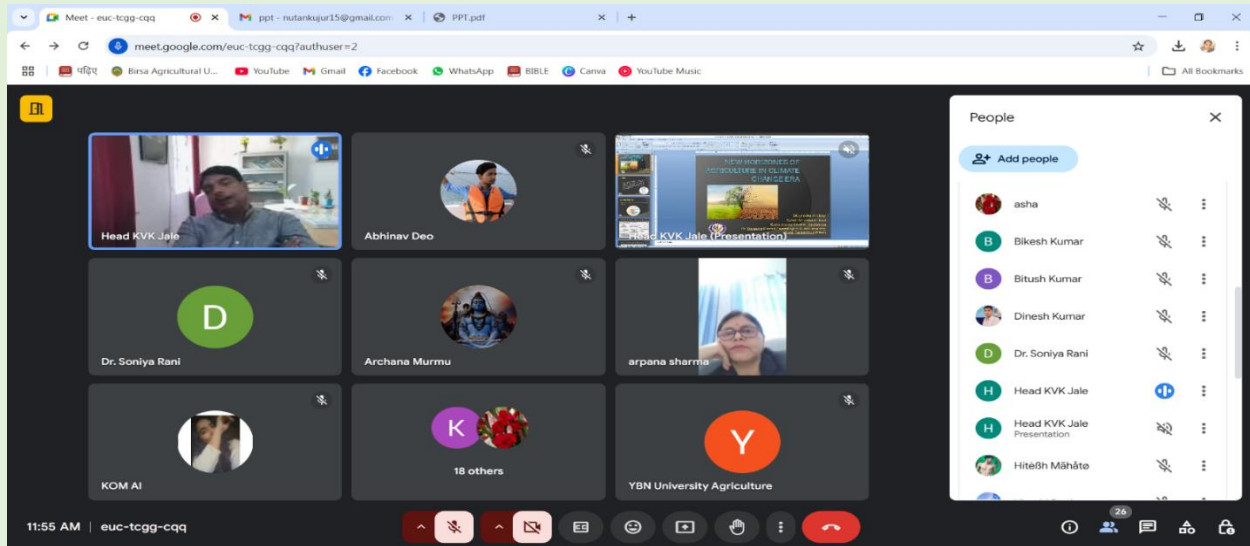 Meet - euc-tcgg-cqq
ppt - nutankujur15@gmail.com
PPT.pdf
meet.google.com/euc-tcgg-cqq?authuser=2
पढ़िए
Birsa Agricultural U...
YouTube
Gmail
Facebook
WhatsApp
BIBLE
Canva
YouTube Music
All Bookmarks
Head KVK Jale
Abhinav Deo
NEW HORIZONES OF
AGRICULTURE IN CLIMATE
CHANGE ERA
Head KVK Jale (Presentation)
D
Dr. Soniya Rani
Archana Murmu
arpana sharma
KOM AI
K
18 others
Y
YBN University Agriculture
People
Add people
asha
B
Bikesh Kumar
B
Bitush Kumar
Dinesh Kumar
D
Dr. Soniya Rani
H
Head KVK Jale
H
Head KVK Jale
Presentation
Hitëßh Mãhåtø
11:55 AM | euc-tcgg-cqq
26